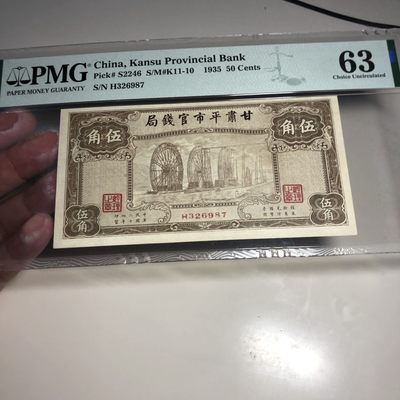 PMG
PAPER MONEY GUARANTY
China, Kansu Provincial Bank
Pick# S2246 S/M#K11-10 1935 50 Cents
S/N H326987
63
Choice Uncirculated
局錢官市平肅甘
角伍
角伍
H326987
伍角
伍角